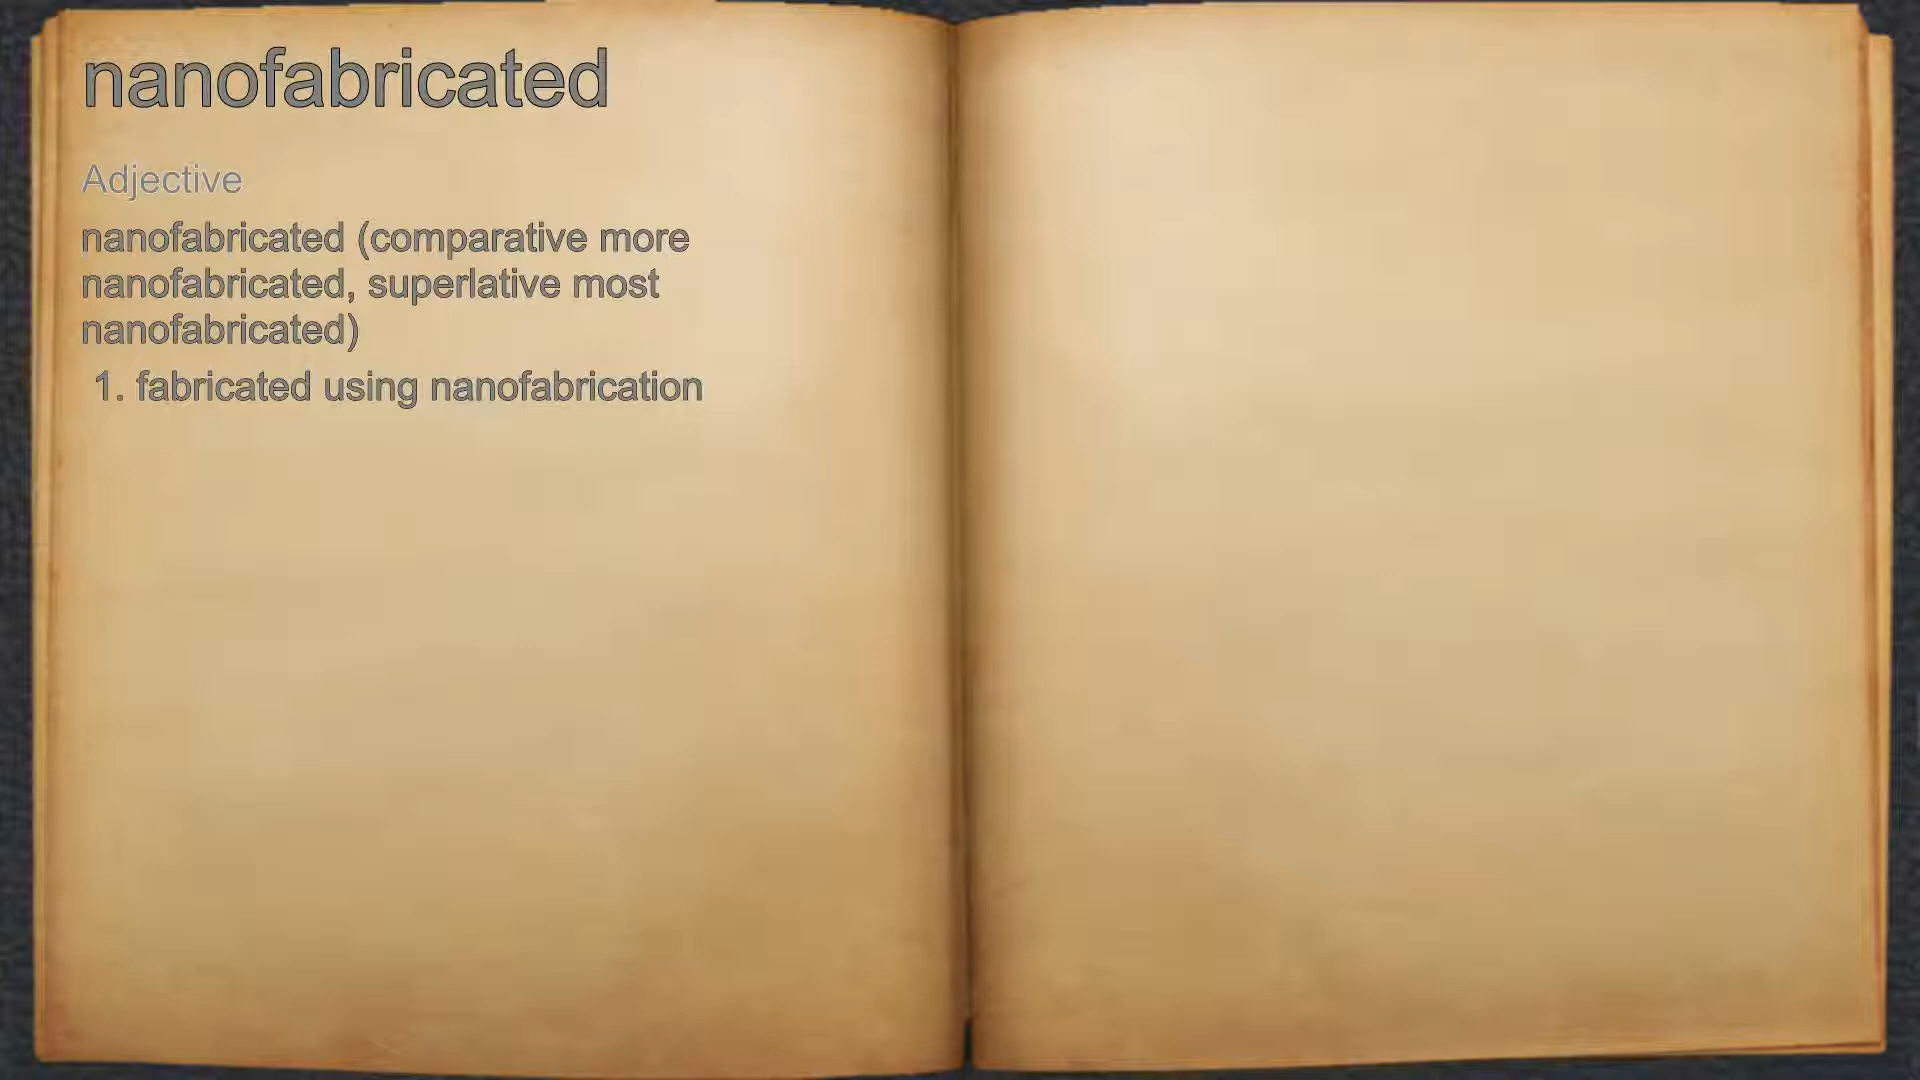 nanofabricated
Adjective
nanofabricated (comparative more
nanofabricated, superlative most
nanofabricated)
1. fabricated using nanofabrication